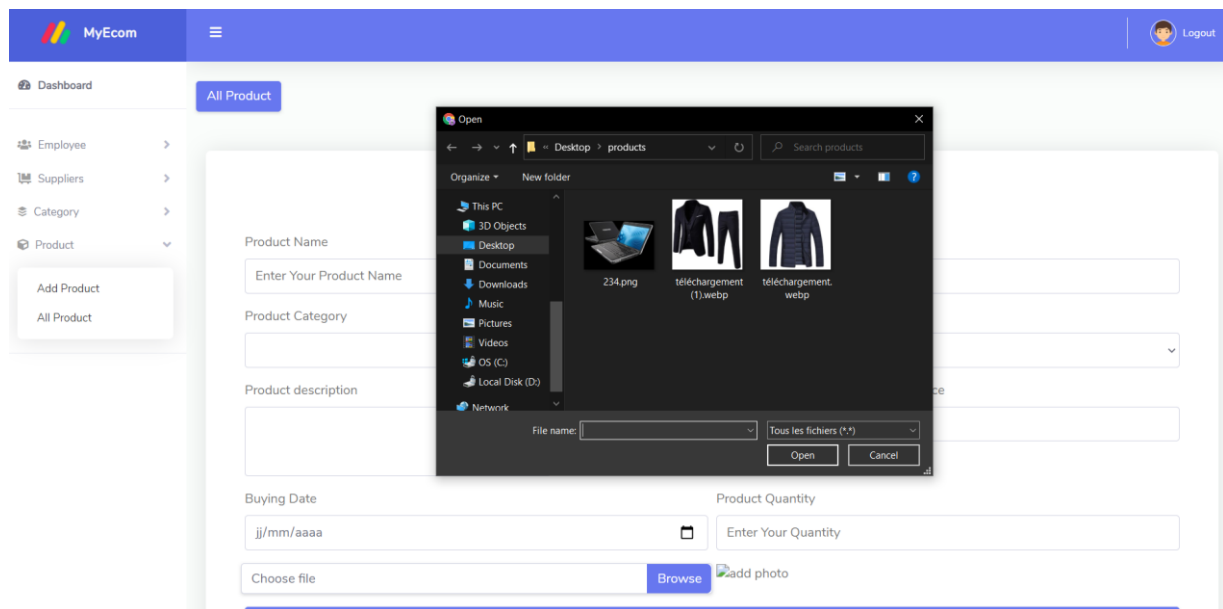 MyEcom
Logout
Dashboard
All Product
Employee
Suppliers
Category
Product
Add Product
All Product
Product Name
Enter Your Product Name
Product Category
Product description
ce
Buying Date
Product Quantity
jj/mm/aaaa
Enter Your Quantity
Choose file
Browse
add photo
Open
« Desktop > products
Search products
Organize
New folder
This PC
3D Objects
Desktop
Documents
Downloads
Music
Pictures
Videos
OS (C:)
Local Disk (D:)
Network
234.png
téléchargement
(1).webp
téléchargement.
webp
File name:
Tous les fichiers (*.*)
Open
Cancel